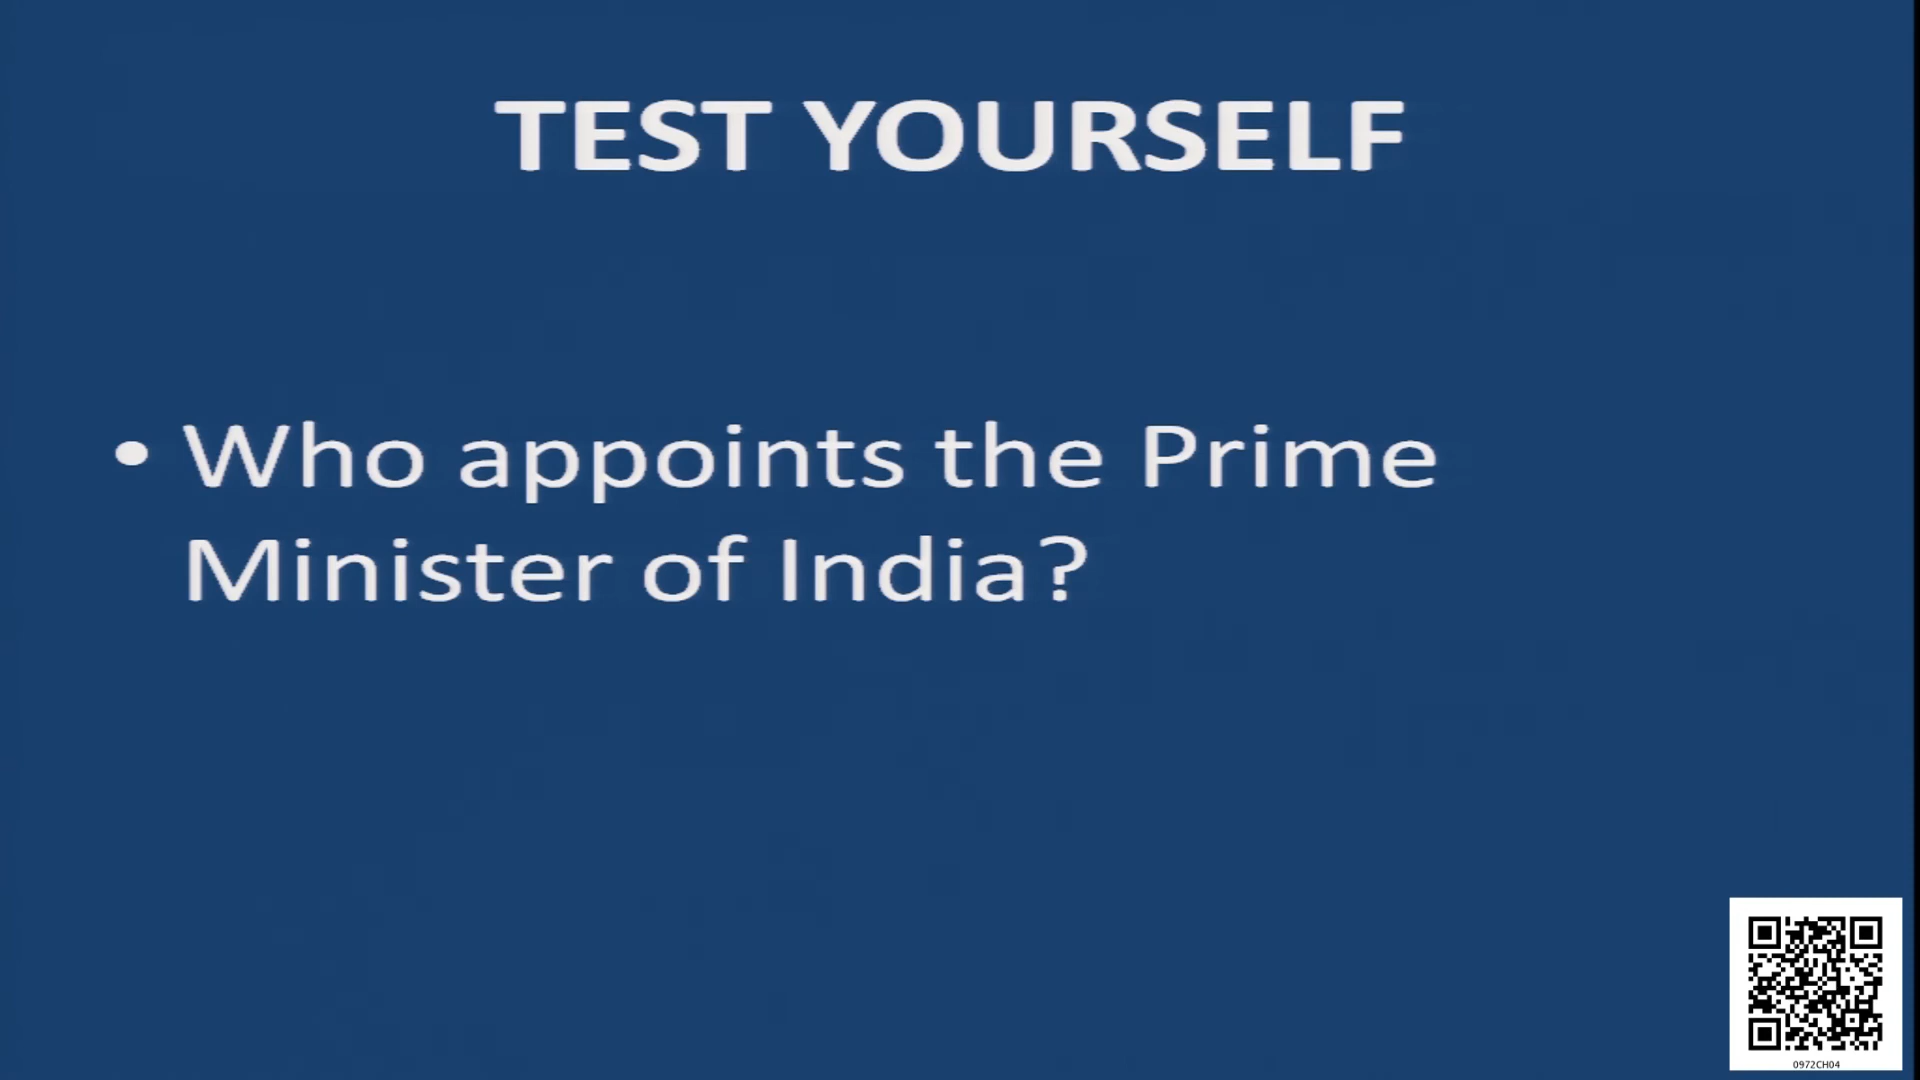 TEST YOURSELF
• Who appoints the Prime
Minister of India?
0972CH04